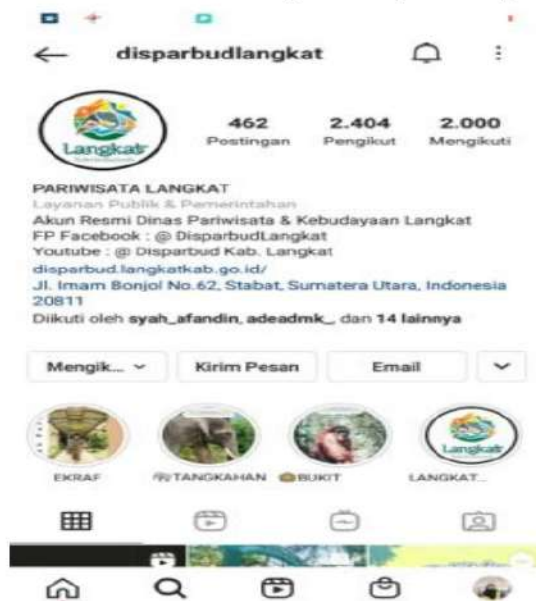 disparbudlangkat
462
2.404
2.000
Postingan
Pengikut
Mengikuti
Langkat
PARIWISATA LANGKAT
Layanan Publik & Pemerintahan
Akun Resmi Dinas Pariwisata & Kebudayaan Langkat
FP Facebook : @ DisparbudLangkat
Youtube : @ Disparbud Kab. Langkat
disparbud.langkatkab.go.id/
Jl. Imam Bonjol No.62, Stabat, Sumatera Utara, Indonesia
20811
Diikuti oleh syah_afandin, adeadmk_, dan 14 lainnya
Mengik...
Kirim Pesan
Email
Langkat
EKRAF
TANGKAHAN
BUKIT
LANGKAT...